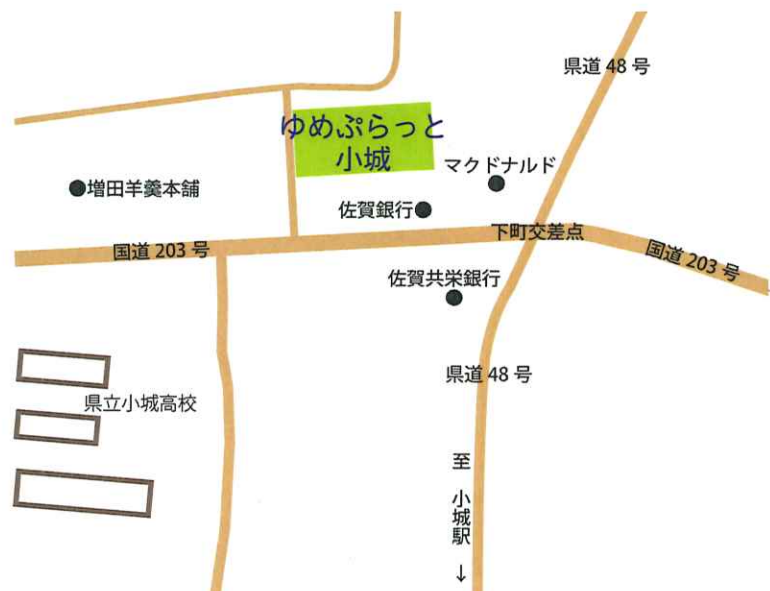 県道 48 号
ゆめぷらっと
小城
マクドナルド
増田羊羹本舗
佐賀銀行
下町交差点
国道 203 号
国道 203 号
佐賀共栄銀行
県道 48 号
県立小城高校
至 小城駅 ↓